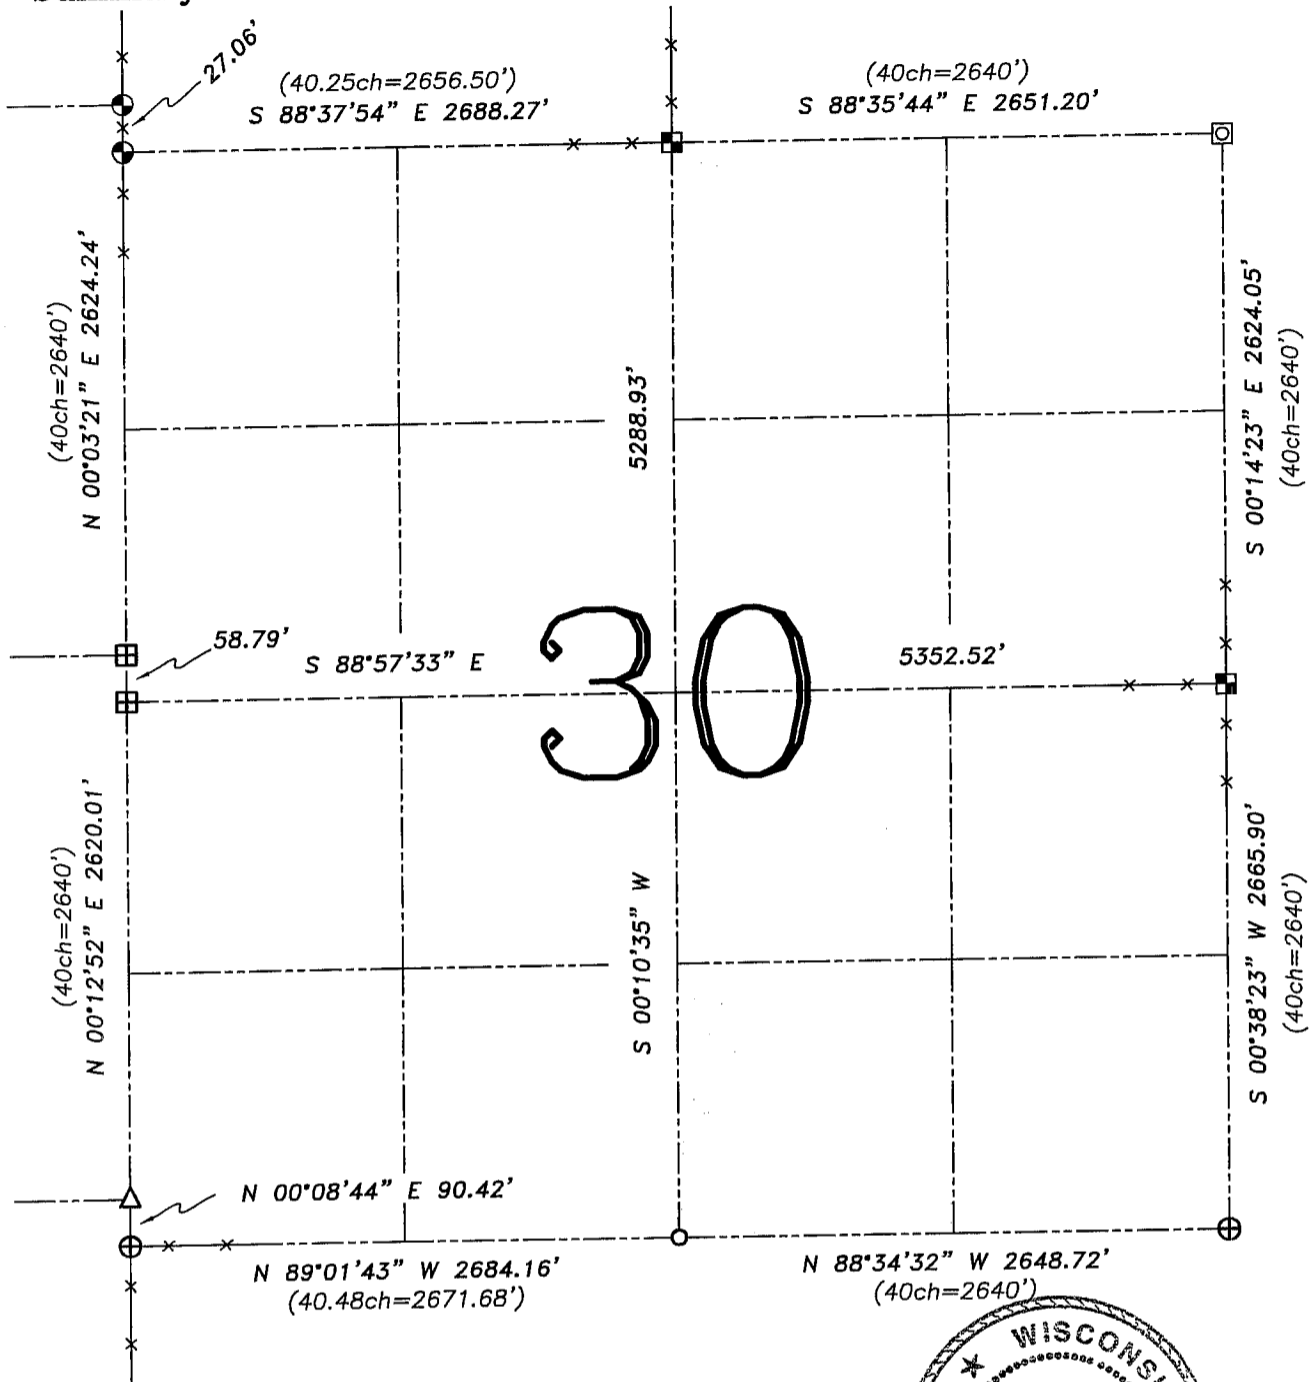 27.06'
(40.25ch=2656.50')
S 88°37'54" E 2688.27'
(40ch=2640')
S 88°35'44" E 2651.20'
(40ch=2640')
N 00°03'21" E 2624.24'
5288.93'
S 00°14'23" E 2624.05'
(40ch=2640')
58.79'
S 88°57'33" E
30
5352.52'
(40ch=2640')
N 00°12'52" E 2620.01'
S 00°10'35" W
S 00°38'23" W 2665.90'
(40ch=2640')
N 00°08'44" E 90.42'
N 89°01'43" W 2684.16'
(40.48ch=2671.68')
N 88°34'32" W 2648.72'
(40ch=2640')